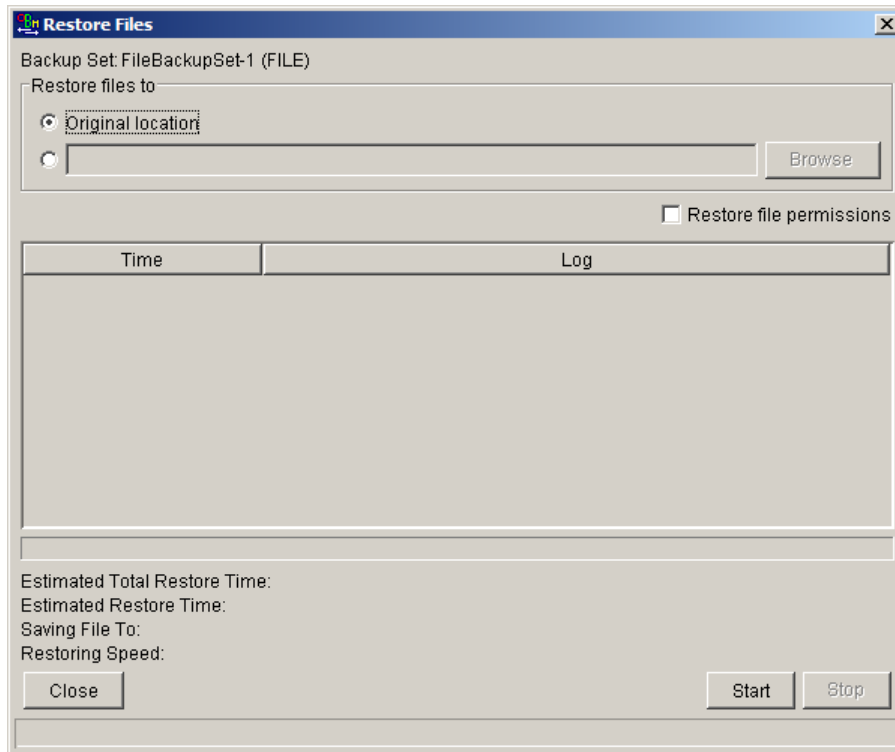 OBM Restore Files
Backup Set: FileBackupSet-1 (FILE)
Restore files to
Original location
Browse
Restore file permissions
Time Log
Estimated Total Restore Time:
Estimated Restore Time:
Saving File To:
Restoring Speed:
Close Start Stop